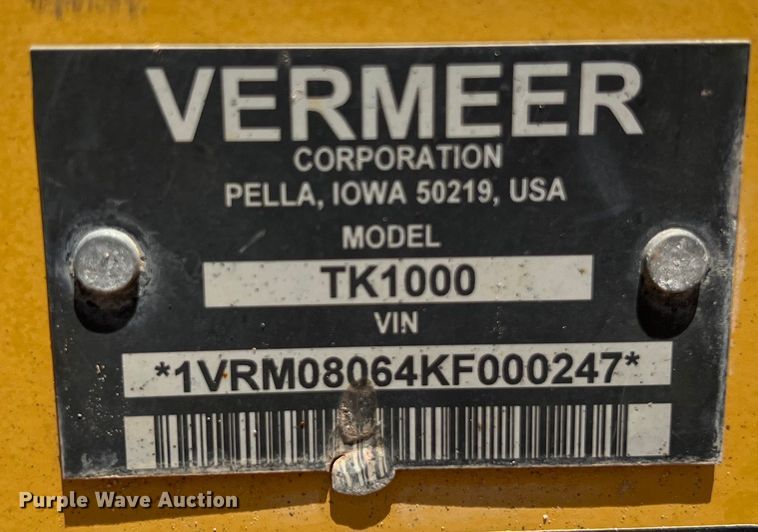 VERMEER
CORPORATION
PELLA, IOWA 50219, USA
MODEL
TK1000
VIN
*1VRM08064KF000247*
Purple Wave Auction